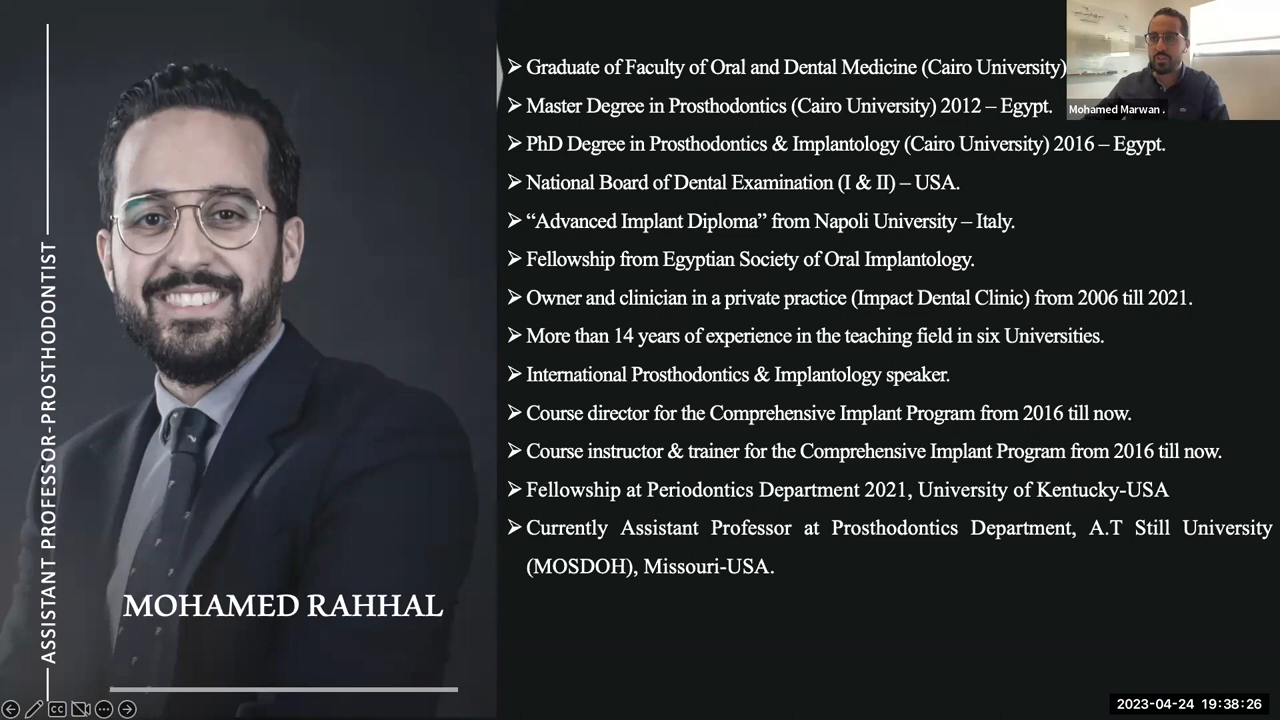 ASSISTANT PROFESSOR-PROSTHODONTIST
MOHAMED RAHHAL
➢ Graduate of Faculty of Oral and Dental Medicine (Cairo University)
➢ Master Degree in Prosthodontics (Cairo University) 2012 – Egypt.
➢ PhD Degree in Prosthodontics & Implantology (Cairo University) 2016 – Egypt.
➢ National Board of Dental Examination (I & II) – USA.
➢ “Advanced Implant Diploma” from Napoli University – Italy.
➢ Fellowship from Egyptian Society of Oral Implantology.
➢ Owner and clinician in a private practice (Impact Dental Clinic) from 2006 till 2021.
➢ More than 14 years of experience in the teaching field in six Universities.
➢ International Prosthodontics & Implantology speaker.
➢ Course director for the Comprehensive Implant Program from 2016 till now.
➢ Course instructor & trainer for the Comprehensive Implant Program from 2016 till now.
➢ Fellowship at Periodontics Department 2021, University of Kentucky-USA
➢ Currently Assistant Professor at Prosthodontics Department, A.T Still University
(MOSDOH), Missouri-USA.
Mohamed Marwan .
CC
2023-04-24 19:38:26